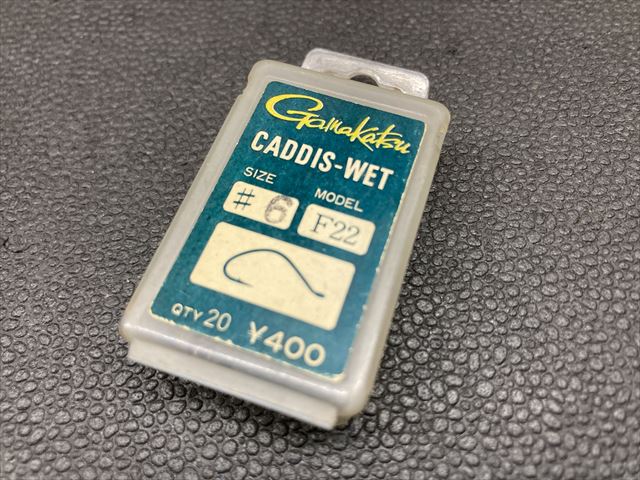 Gamakatsu
CADDIS-WET
SIZE MODEL
# 6 F22
QTY 20 ¥400